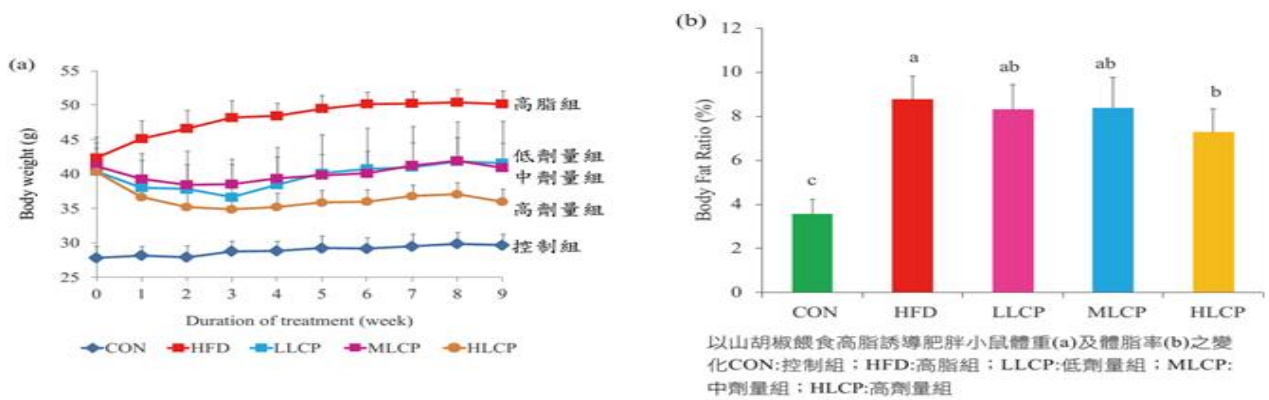 (a)
Body weight (g)
55
50
45
40
35
30
25
0 1 2 3 4 5 6 7 8 9
Duration of treatment (week)
高脂組
低劑量組
中劑量組
高劑量組
控制組
CON HFD LLCP MLCP HLCP
(b)
Body Fat Ratio (%)
12
10
8
6
4
2
0
c
a
ab
ab
b
CON HFD LLCP MLCP HLCP
以山胡椒餵食高脂誘導肥胖小鼠體重(a)及體脂率(b)之變
化CON:控制組；HFD:高脂組；LLCP:低劑量組；MLCP:
中劑量組；HLCP:高劑量組